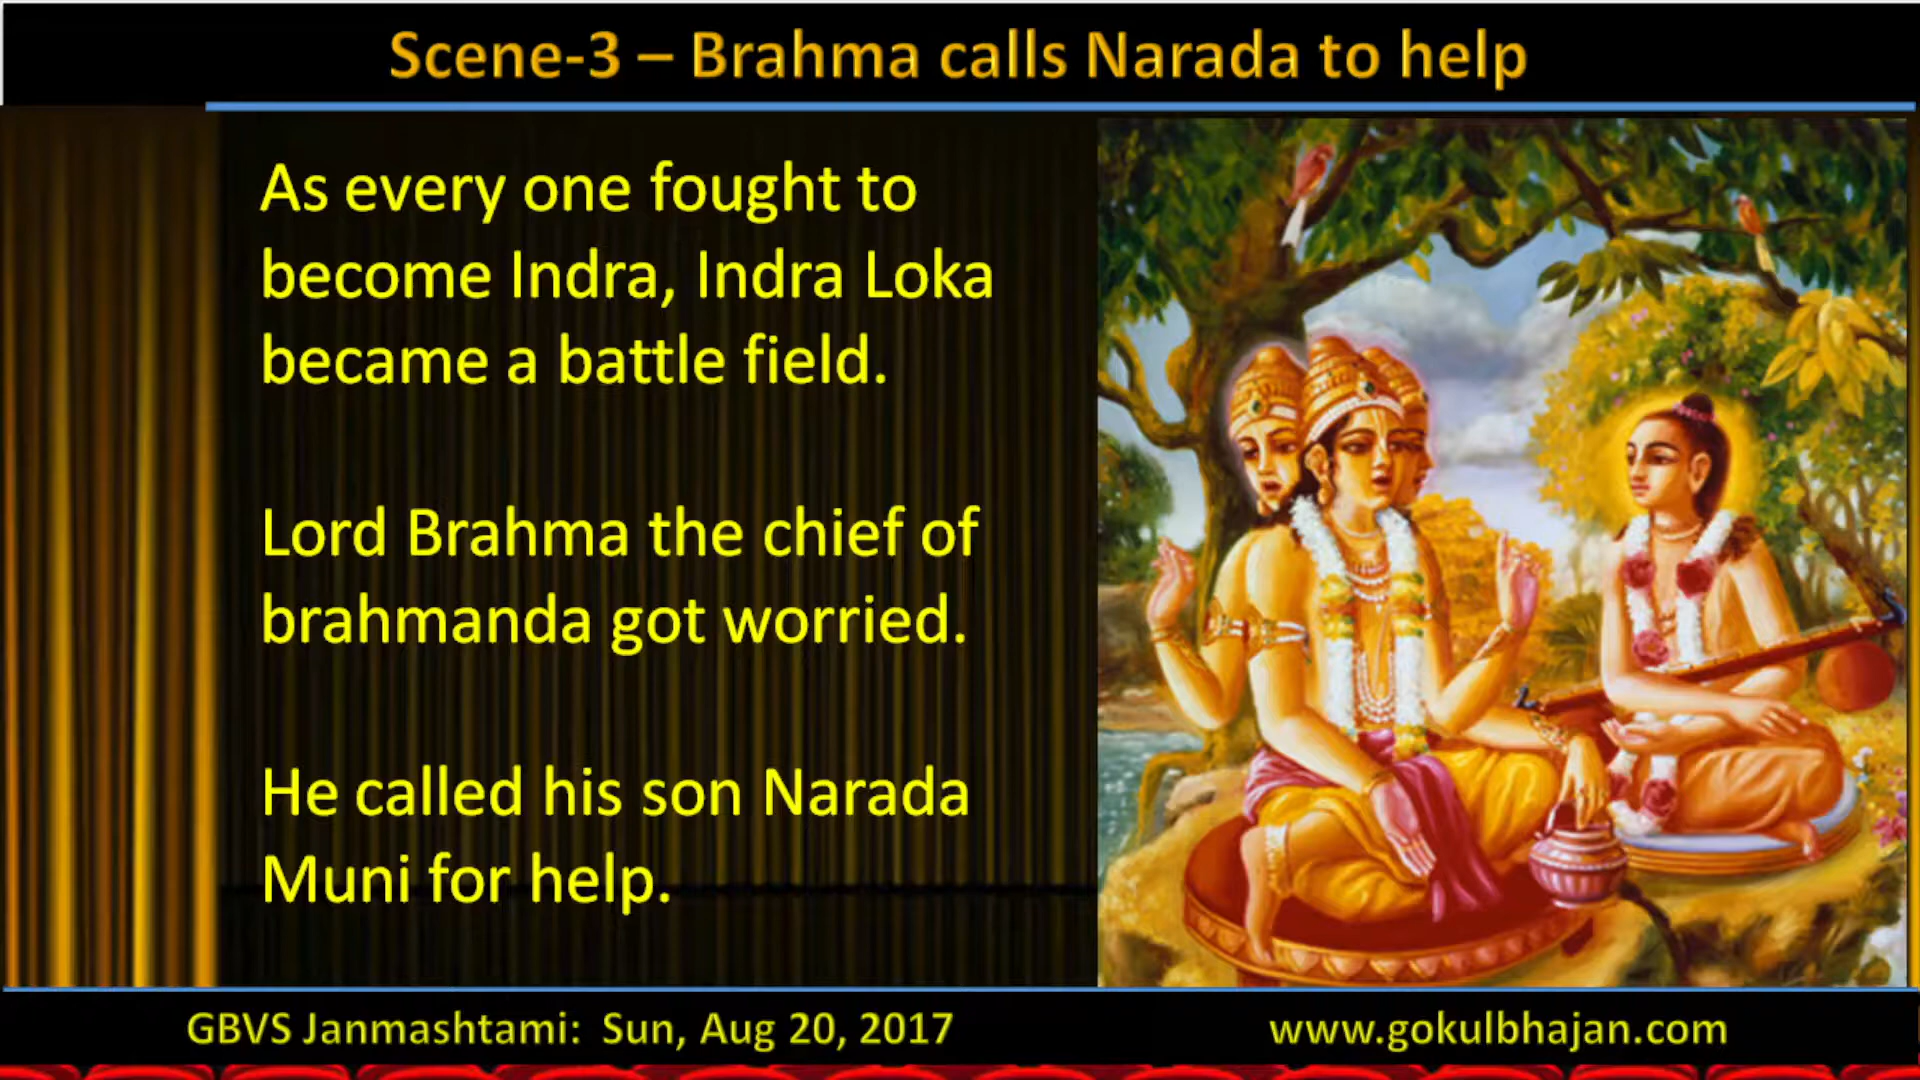 Scene-3 – Brahma calls Narada to help
As every one fought to
become Indra, Indra Loka
became a battle field.
Lord Brahma the chief of
brahmanda got worried.
He called his son Narada
Muni for help.
GBVS Janmashtami:  Sun, Aug 20, 2017
www.gokulbhajan.com